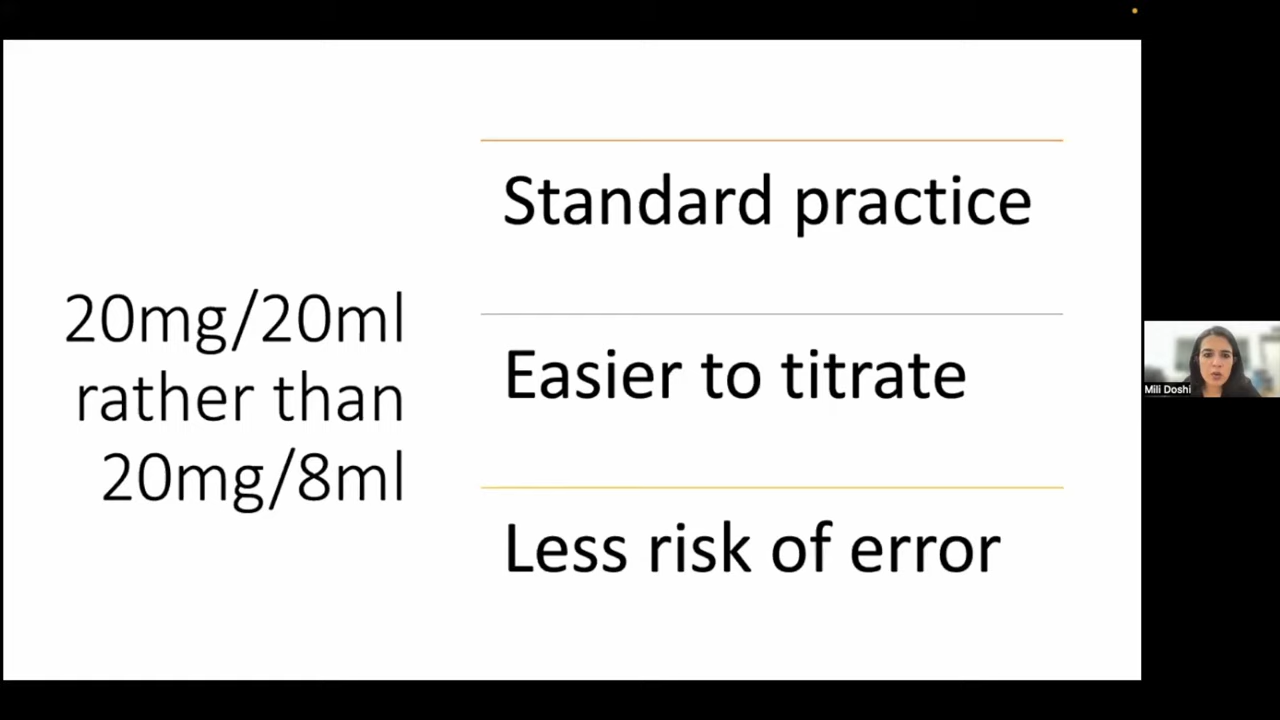 20mg/20ml
rather than
20mg/8ml
Standard practice
Easier to titrate
Less risk of error
Mili Doshi